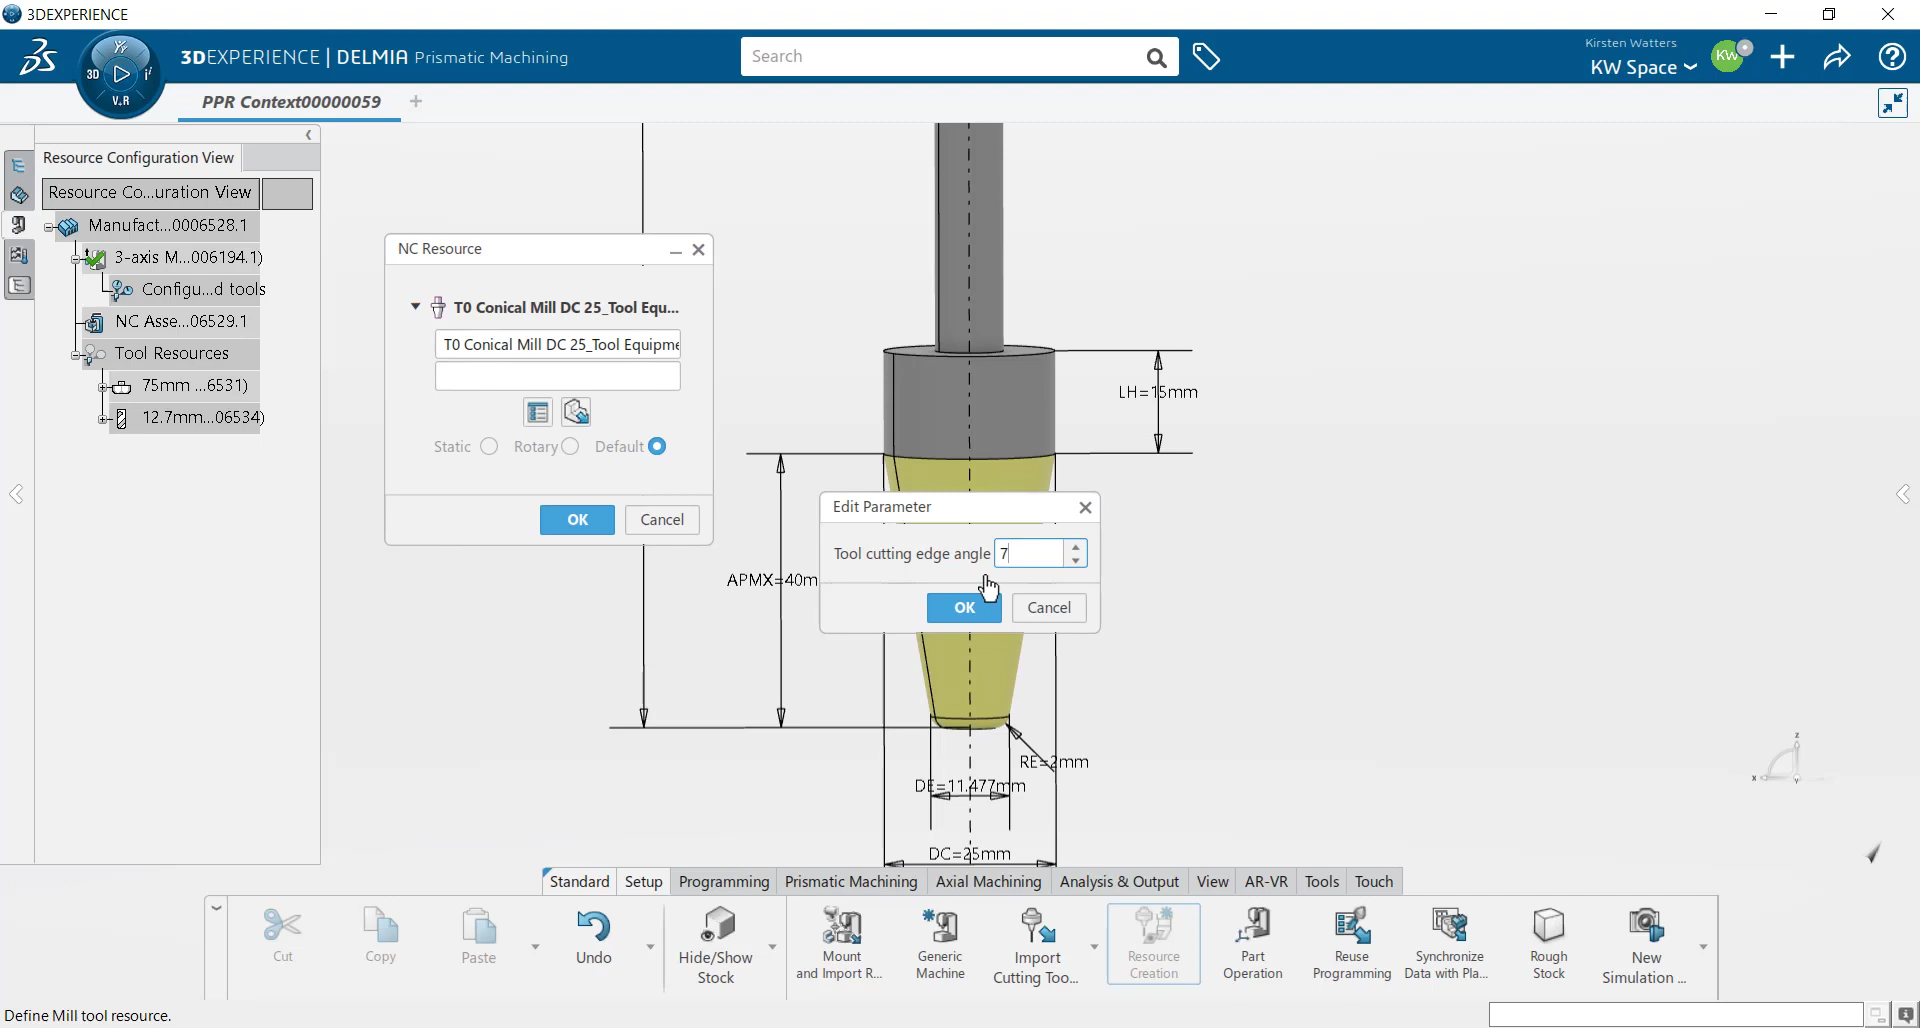 3DEXPERIENCE
3D
V.R
3DEXPERIENCE | DELMIA Prismatic Machining
Search
Kirsten Watters
KW Space
KW
PPR Context00000059
Resource Configuration View
Resource Co...uration View
Manufact...0006528.1
3-axis M...006194.1)
Configu...d tools
NC Asse...06529.1
Tool Resources
75mm ...6531)
12.7mm...06534)
NC Resource
T0 Conical Mill DC 25_Tool Equ...
T0 Conical Mill DC 25_Tool Equipme
Static
Rotary
Default
OK
Cancel
LH=15mm
Edit Parameter
Tool cutting edge angle
7
OK
Cancel
APMX=40m
RE=2mm
DE=11.477mm
DC=25mm
z
x
y
Standard
Setup
Programming
Prismatic Machining
Axial Machining
Analysis & Output
View
AR-VR
Tools
Touch
Cut
Copy
Paste
Undo
Hide/Show
Stock
Mount
and Import R...
Generic
Machine
Import
Cutting Too...
Resource
Creation
Part
Operation
Reuse
Programming
Synchronize
Data with Pla...
Rough
Stock
New
Simulation ...
Define Mill tool resource.